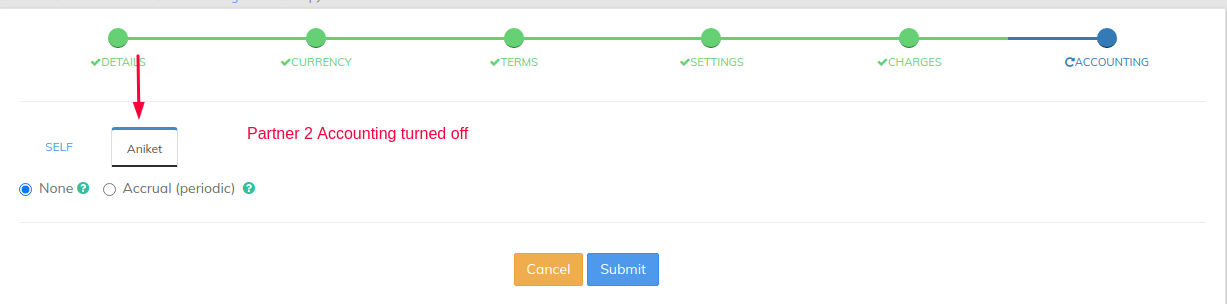 DETAILS
CURRENCY
TERMS
SETTINGS
CHARGES
ACCOUNTING
SELF
Aniket
Partner 2 Accounting turned off
None
Accrual (periodic)
Cancel
Submit